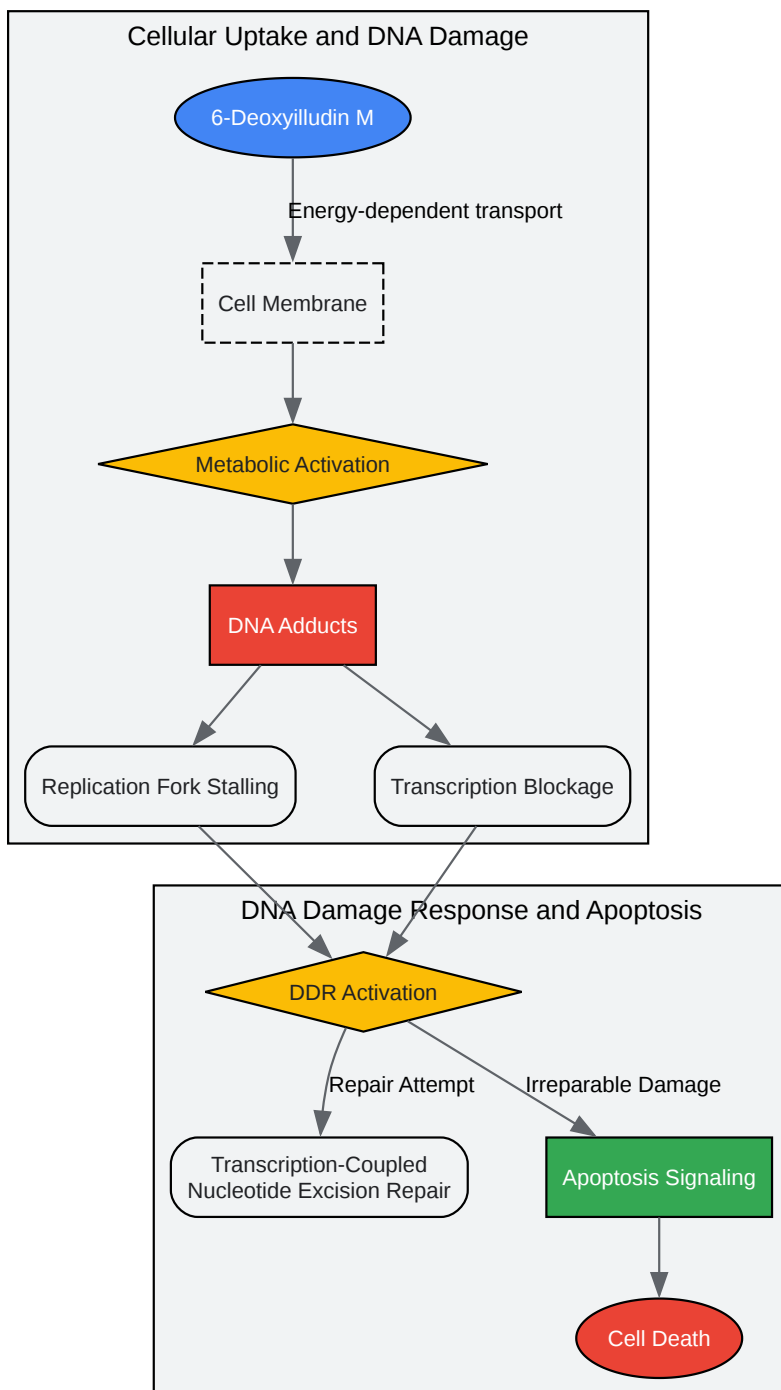 Cellular Uptake and DNA Damage
6-Deoxyilludin M
Energy-dependent transport
Cell Membrane
Metabolic Activation
DNA Adducts
Replication Fork Stalling
Transcription Blockage
DNA Damage Response and Apoptosis
DDR Activation
Repair Attempt
Irreparable Damage
Transcription-Coupled
Nucleotide Excision Repair
Apoptosis Signaling
Cell Death